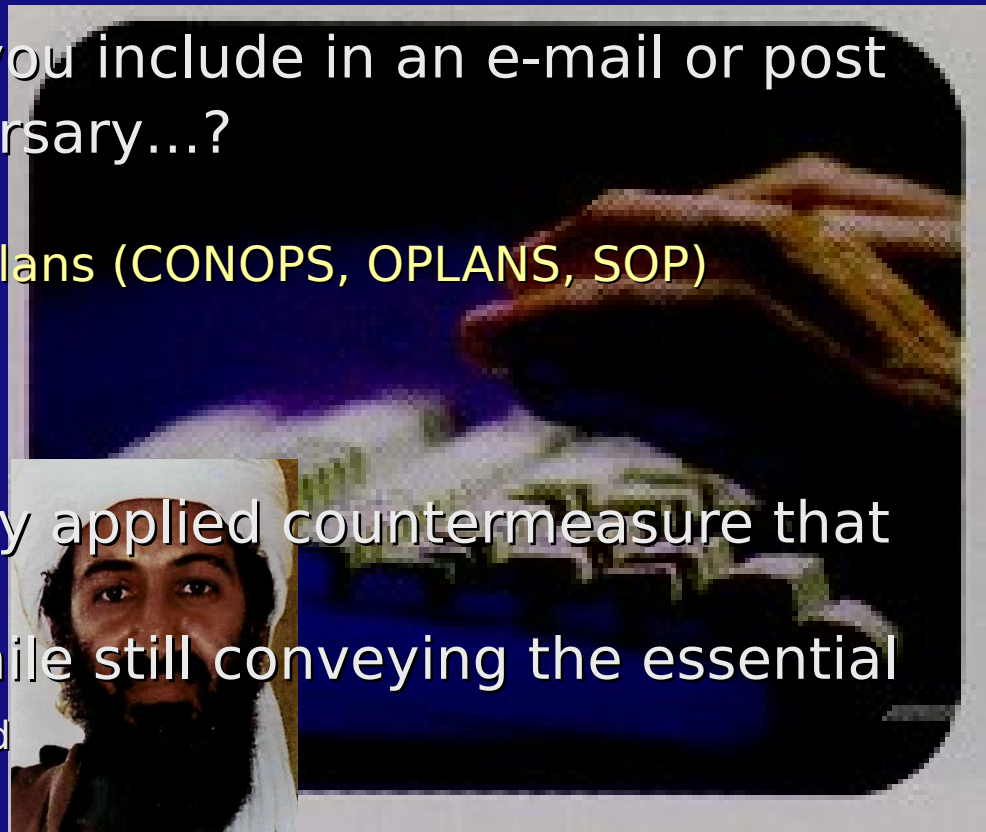 ou include in an e-mail or post
rsary…?
lans (CONOPS, OPLANS, SOP)
y applied countermeasure that
ile still conveying the essential
d